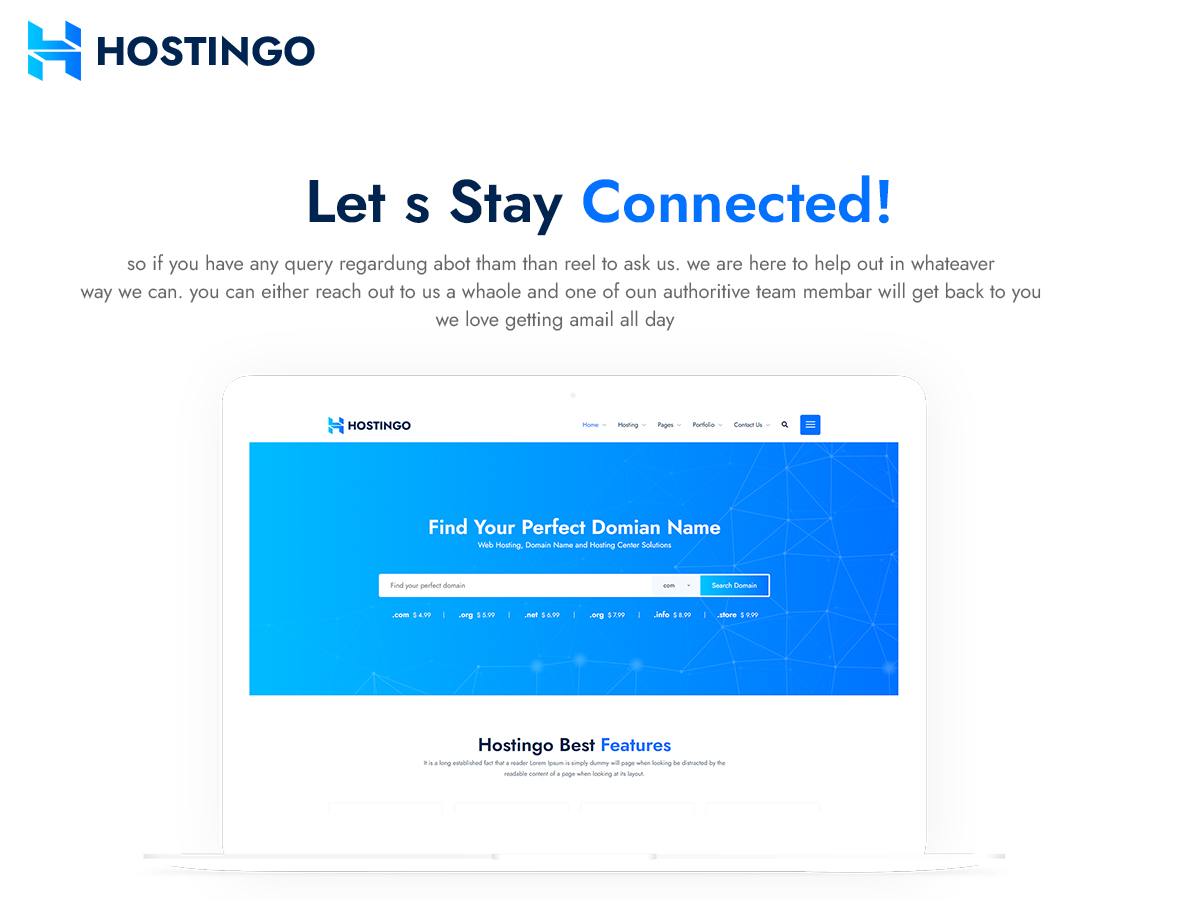 HOSTINGO
Let s Stay Connected!
so if you have any query regardung abot tham than reel to ask us. we are here to help out in whateaver
way we can. you can either reach out to us a whaole and one of oun authoritive team membar will get back to you
we love getting amail all day
HOSTINGO
Home Hosting Pages Portfolio Contact Us
Find Your Perfect Domian Name
Web Hosting, Domain Name and Hosting Center Solutions
Find your perfect domain com Search Domain
.com $ 4.99 | .org $ 5.99 | .net $ 6.99 | .org $ 7.99 | .info $ 8.99 | .store $ 9.99
Hostingo Best Features
It is a long established fact that a reader Lorem Ipsum is simply dummy will page when looking be distracted by the
readable content of a page when looking at its layout.